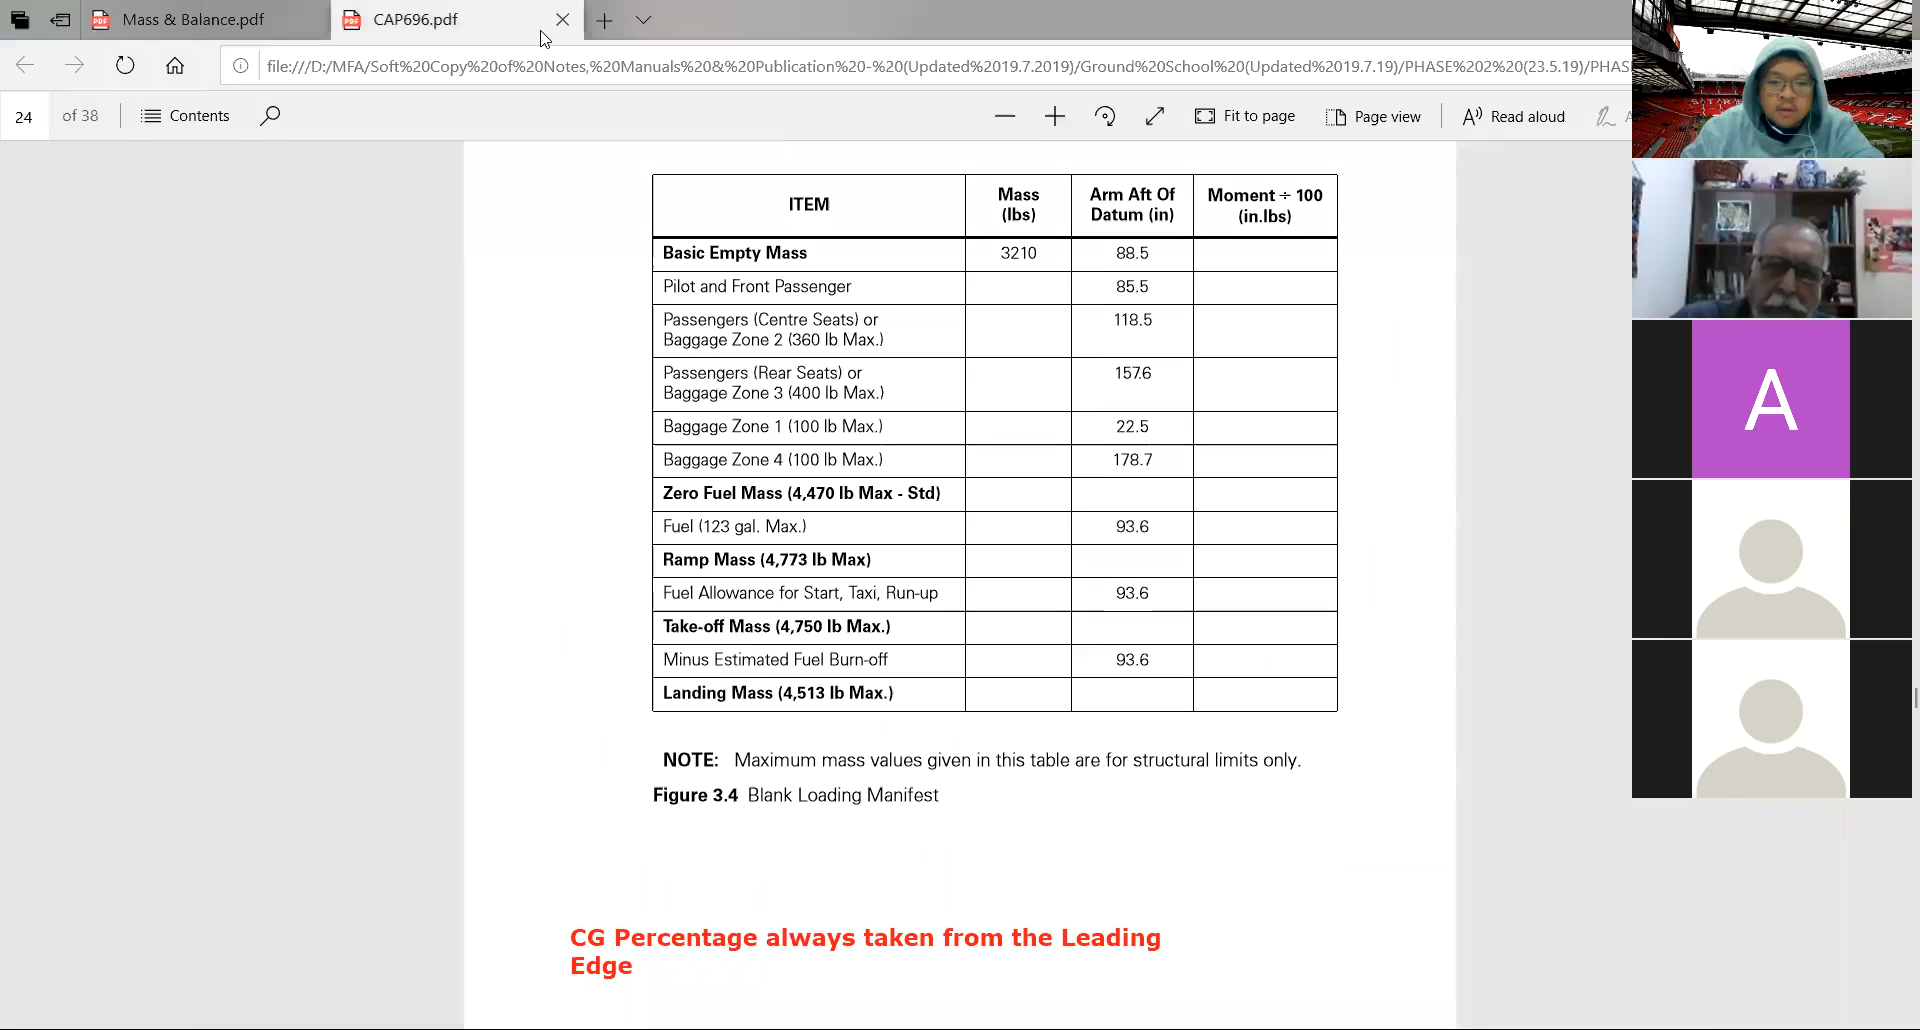 Mass & Balance.pdf
CAP696.pdf
file:///D:/MFA/Soft%20Copy%20of%20Notes,%20Manuals%20&%20Publication%20-%20(Updated%2019.7.2019)/Ground%20School%20(Updated%2019.7.19)/PHASE%202%20(23.5.19)/PHAS
24 of 38
Contents
Fit to page
Page view
Read aloud
ITEM
Mass (lbs)
Arm Aft Of Datum (in)
Moment ÷ 100 (in.lbs)
Basic Empty Mass 3210 88.5
Pilot and Front Passenger 85.5
Passengers (Centre Seats) or 118.5
Baggage Zone 2 (360 lb Max.)
Passengers (Rear Seats) or 157.6
Baggage Zone 3 (400 lb Max.)
Baggage Zone 1 (100 lb Max.) 22.5
Baggage Zone 4 (100 lb Max.) 178.7
Zero Fuel Mass (4,470 lb Max - Std)
Fuel (123 gal. Max.) 93.6
Ramp Mass (4,773 lb Max)
Fuel Allowance for Start, Taxi, Run-up 93.6
Take-off Mass (4,750 lb Max.)
Minus Estimated Fuel Burn-off 93.6
Landing Mass (4,513 lb Max.)
NOTE: Maximum mass values given in this table are for structural limits only.
Figure 3.4 Blank Loading Manifest
CG Percentage always taken from the Leading
Edge
A